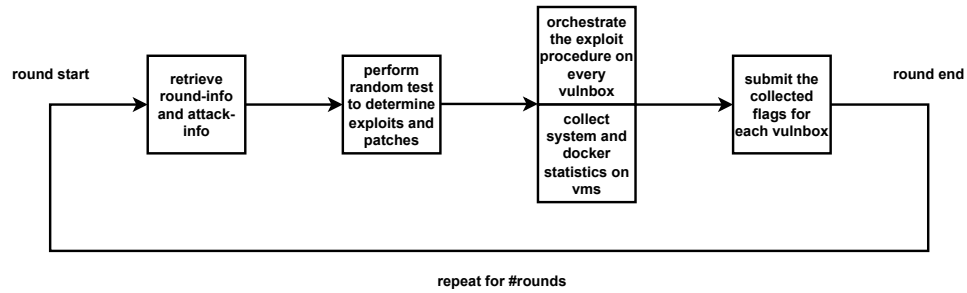 round start
retrieve
round-info
and attack-
info
perform
random test
to determine
exploits and
patches
orchestrate
the exploit
procedure on
every
vulnbox
collect
system and
docker
statistics on
vms
submit the
collected
flags for
each vulnbox
round end
repeat for #rounds